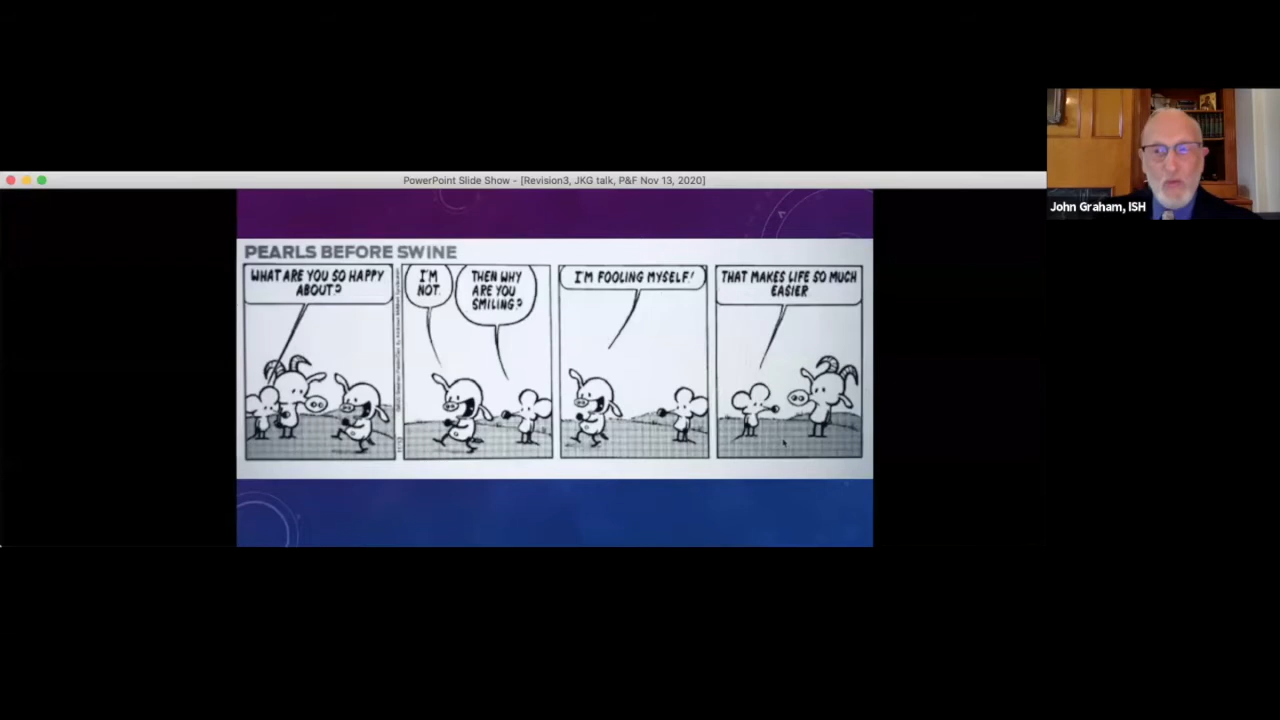 PowerPoint Slide Show - [Revision3, JKG talk, P&F Nov 13, 2020]
John Graham, ISH
PEARLS BEFORE SWINE
WHAT ARE YOU SO HAPPY
ABOUT?
I'M
NOT.
THEN WHY
ARE YOU
SMILING?
I'M FOOLING MYSELF!
THAT MAKES LIFE SO MUCH
EASIER